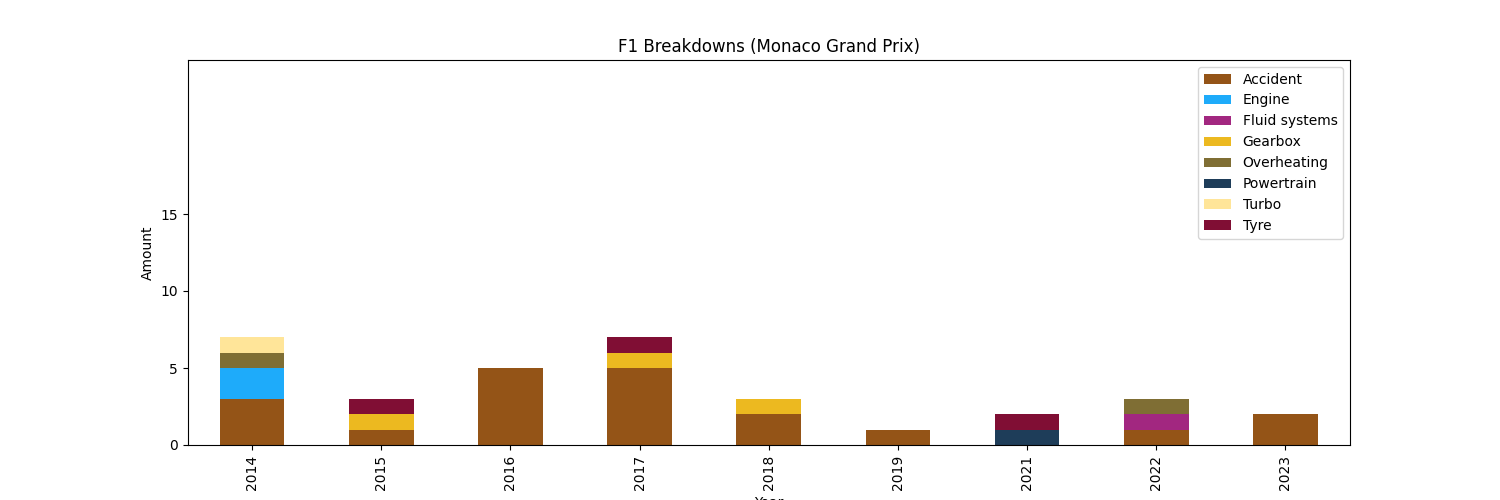 F1 Breakdowns (Monaco Grand Prix)
Accident
Engine
Fluid systems
Gearbox
Overheating
Powertrain
Turbo
Tyre
Amount
15
10
5
0
2014 2015 2016 2017 2018 2019 2021 2022 2023
Year